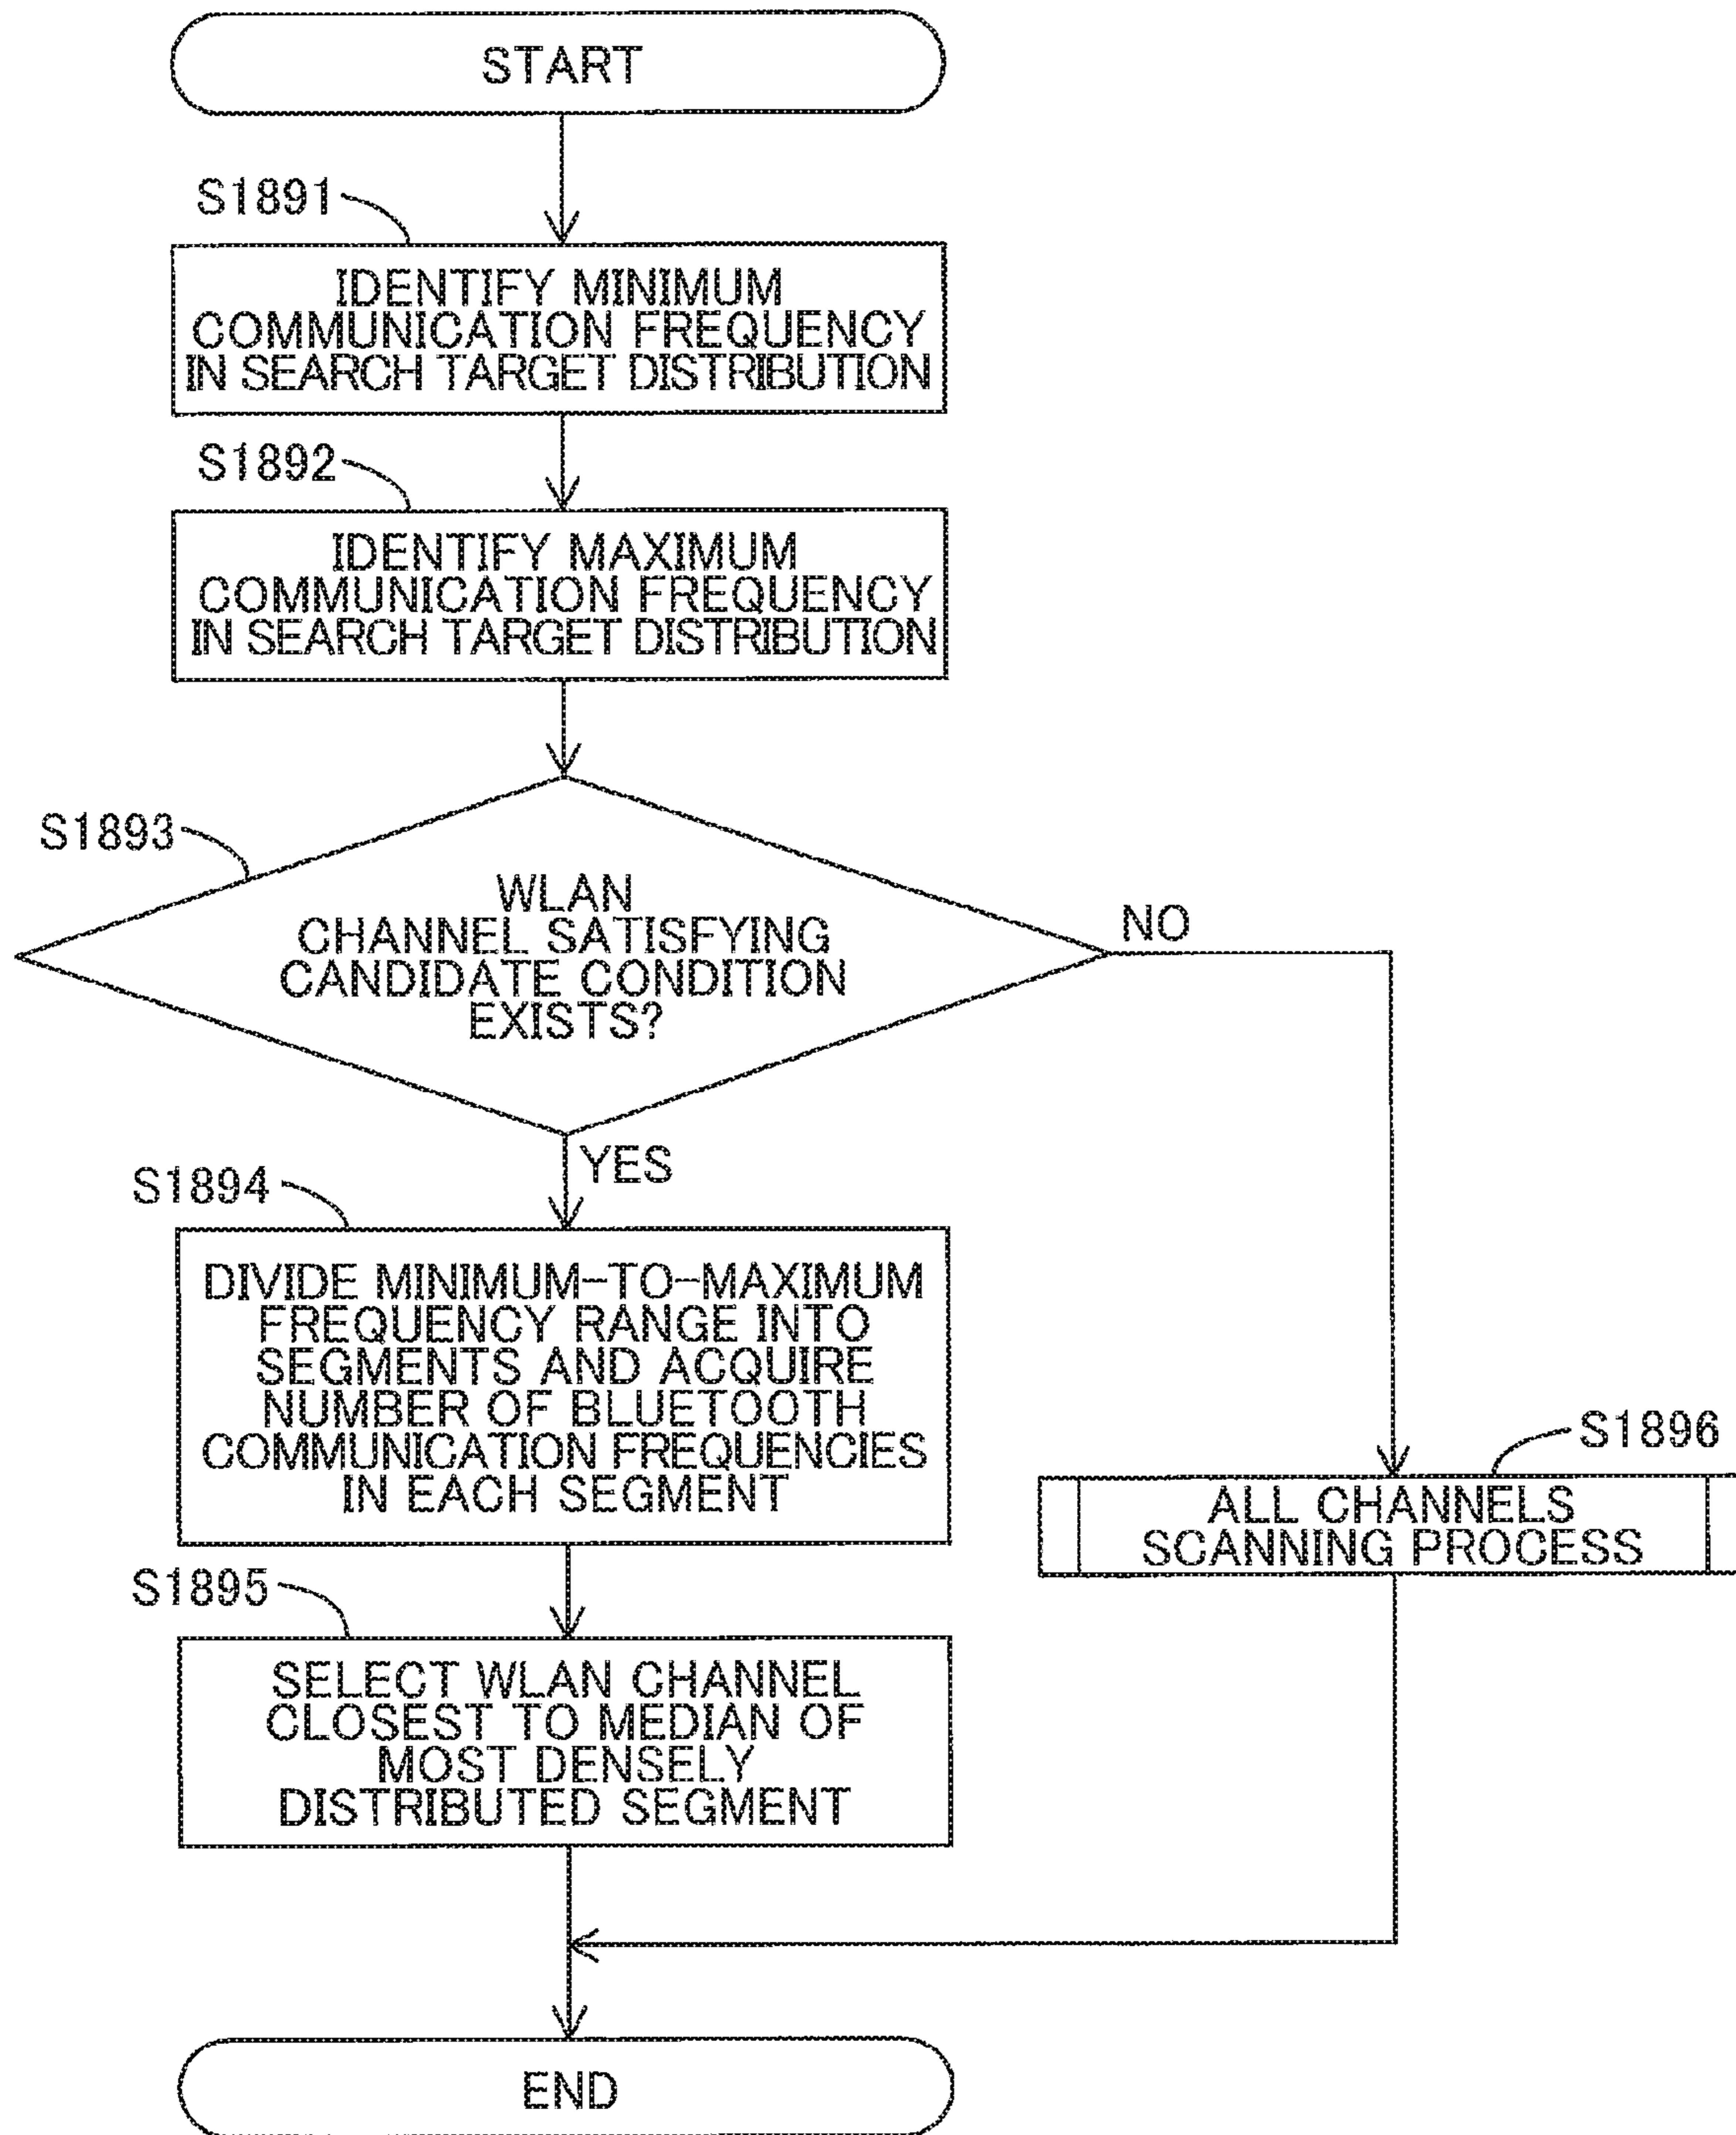 START
S1891
IDENTIFY MINIMUM
COMMUNICATION FREQUENCY
IN SEARCH TARGET DISTRIBUTION
S1892
IDENTIFY MAXIMUM
COMMUNICATION FREQUENCY
IN SEARCH TARGET DISTRIBUTION
S1893
WLAN
CHANNEL SATISFYING
CANDIDATE CONDITION
EXISTS?
NO
YES
S1894
DIVIDE MINIMUM-TO-MAXIMUM
FREQUENCY RANGE INTO
SEGMENTS AND ACQUIRE
NUMBER OF BLUETOOTH
COMMUNICATION FREQUENCIES
IN EACH SEGMENT
S1896
ALL CHANNELS
SCANNING PROCESS
S1895
SELECT WLAN CHANNEL
CLOSEST TO MEDIAN OF
MOST DENSELY
DISTRIBUTED SEGMENT
END